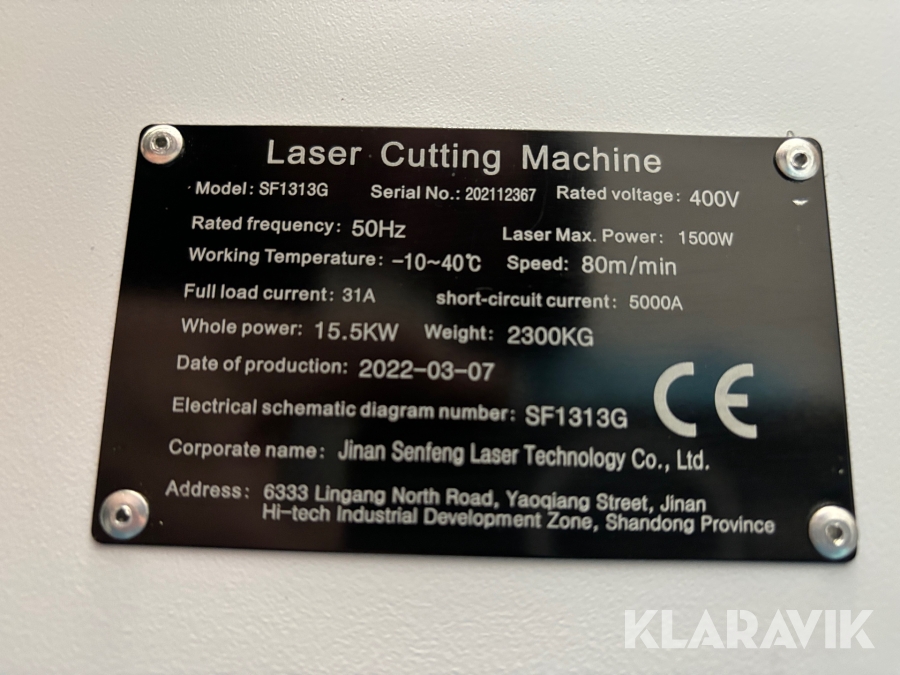 Laser Cutting Machine
Model: SF1313G Serial No.: 202112367 Rated voltage: 400V
Rated frequency: 50Hz Laser Max. Power: 1500W
Working Temperature: -10~40℃ Speed: 80m/min
Full load current: 31A short-circuit current: 5000A
Whole power: 15.5KW Weight: 2300KG
Date of production: 2022-03-07
Electrical schematic diagram number: SF1313G
CE
Corporate name: Jinan Senfeng Laser Technology Co., Ltd.
Address: 6333 Lingang North Road, Yaoqiang Street, Jinan
Hi-tech Industrial Development Zone, Shandong Province
KLARAVIK